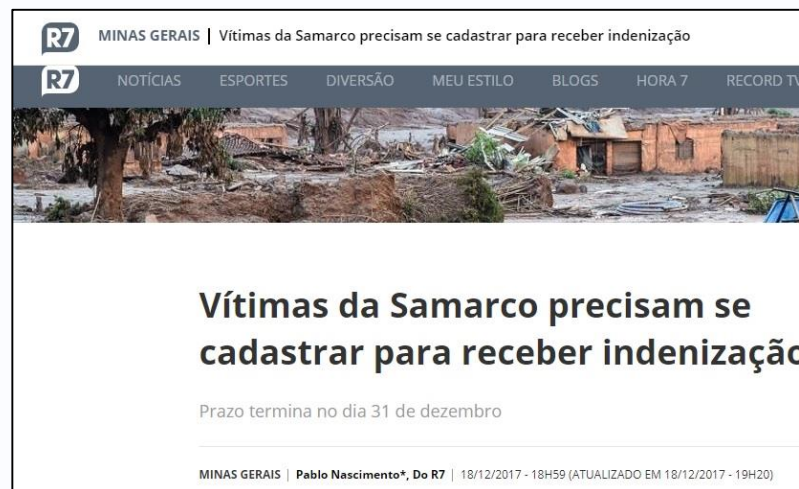 R7 MINAS GERAIS | Vítimas da Samarco precisam se cadastrar para receber indenização
R7 NOTÍCIAS ESPORTES DIVERSÃO MEU ESTILO BLOGS HORA 7 RECORD TV
Vítimas da Samarco precisam se
cadastrar para receber indenização
Prazo termina no dia 31 de dezembro
MINAS GERAIS | Pablo Nascimento*, Do R7 | 18/12/2017 - 18H59 (ATUALIZADO EM 18/12/2017 - 19H20)